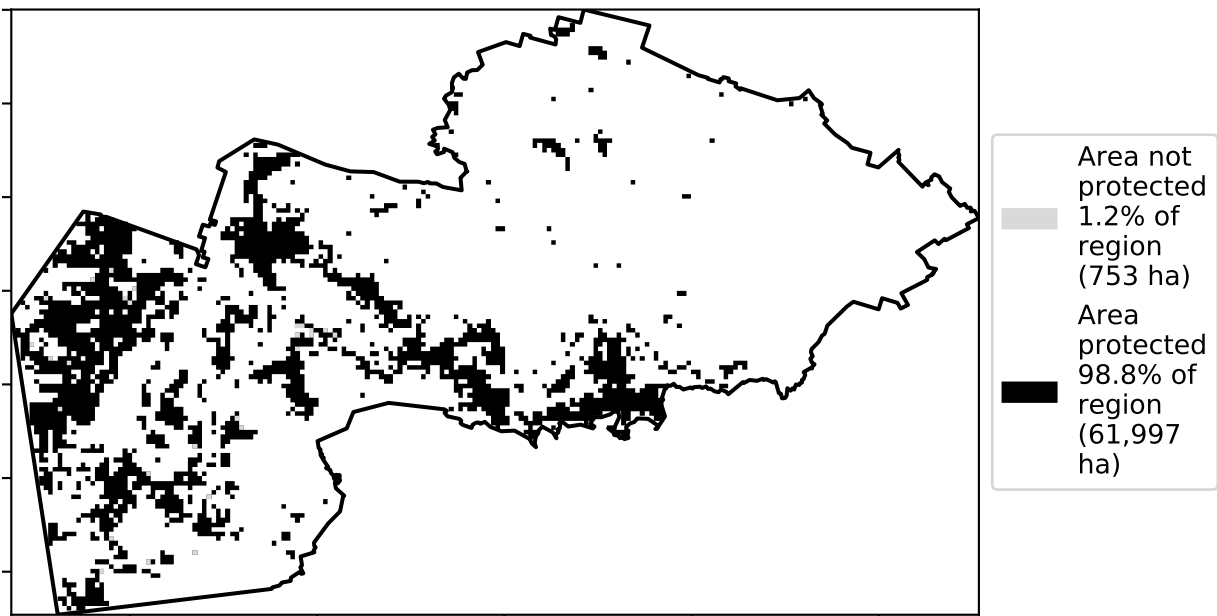 Area not
protected
1.2% of
region
(753 ha)
Area
protected
98.8% of
region
(61,997
ha)